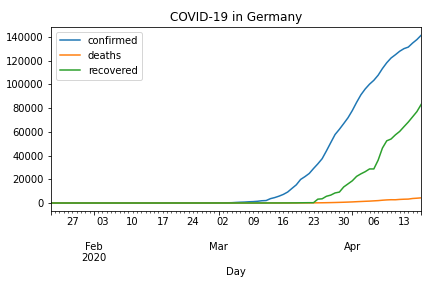 COVID-19 in Germany
confirmed
deaths
recovered
140000
120000
100000
80000
60000
40000
20000
0
27 03 10 17 24 02 09 16 23 30 06 13
Feb Mar Apr
2020
Day